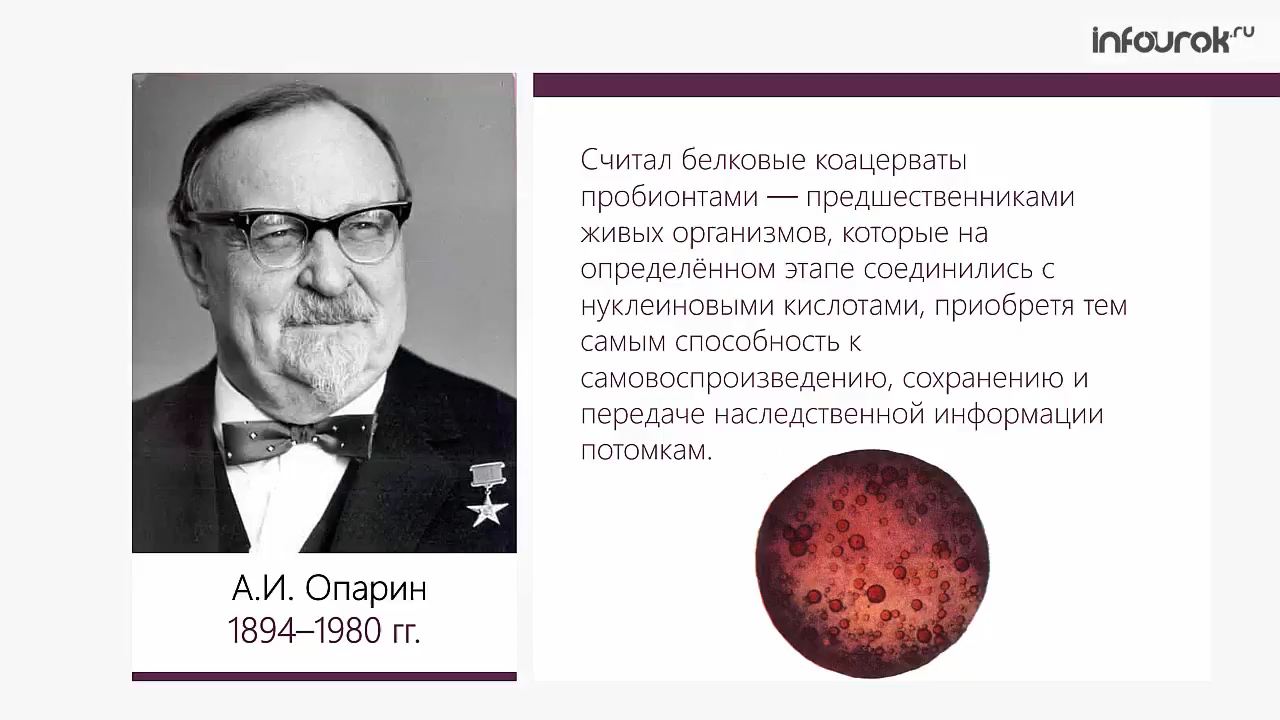 infourok.ru
Считал белковые коацерваты
пробионтами — предшественниками
живых организмов, которые на
определённом этапе соединились с
нуклеиновыми кислотами, приобретя тем
самым способность к
самовоспроизведению, сохранению и
передаче наследственной информации
потомкам.
А.И. Опарин
1894–1980 гг.